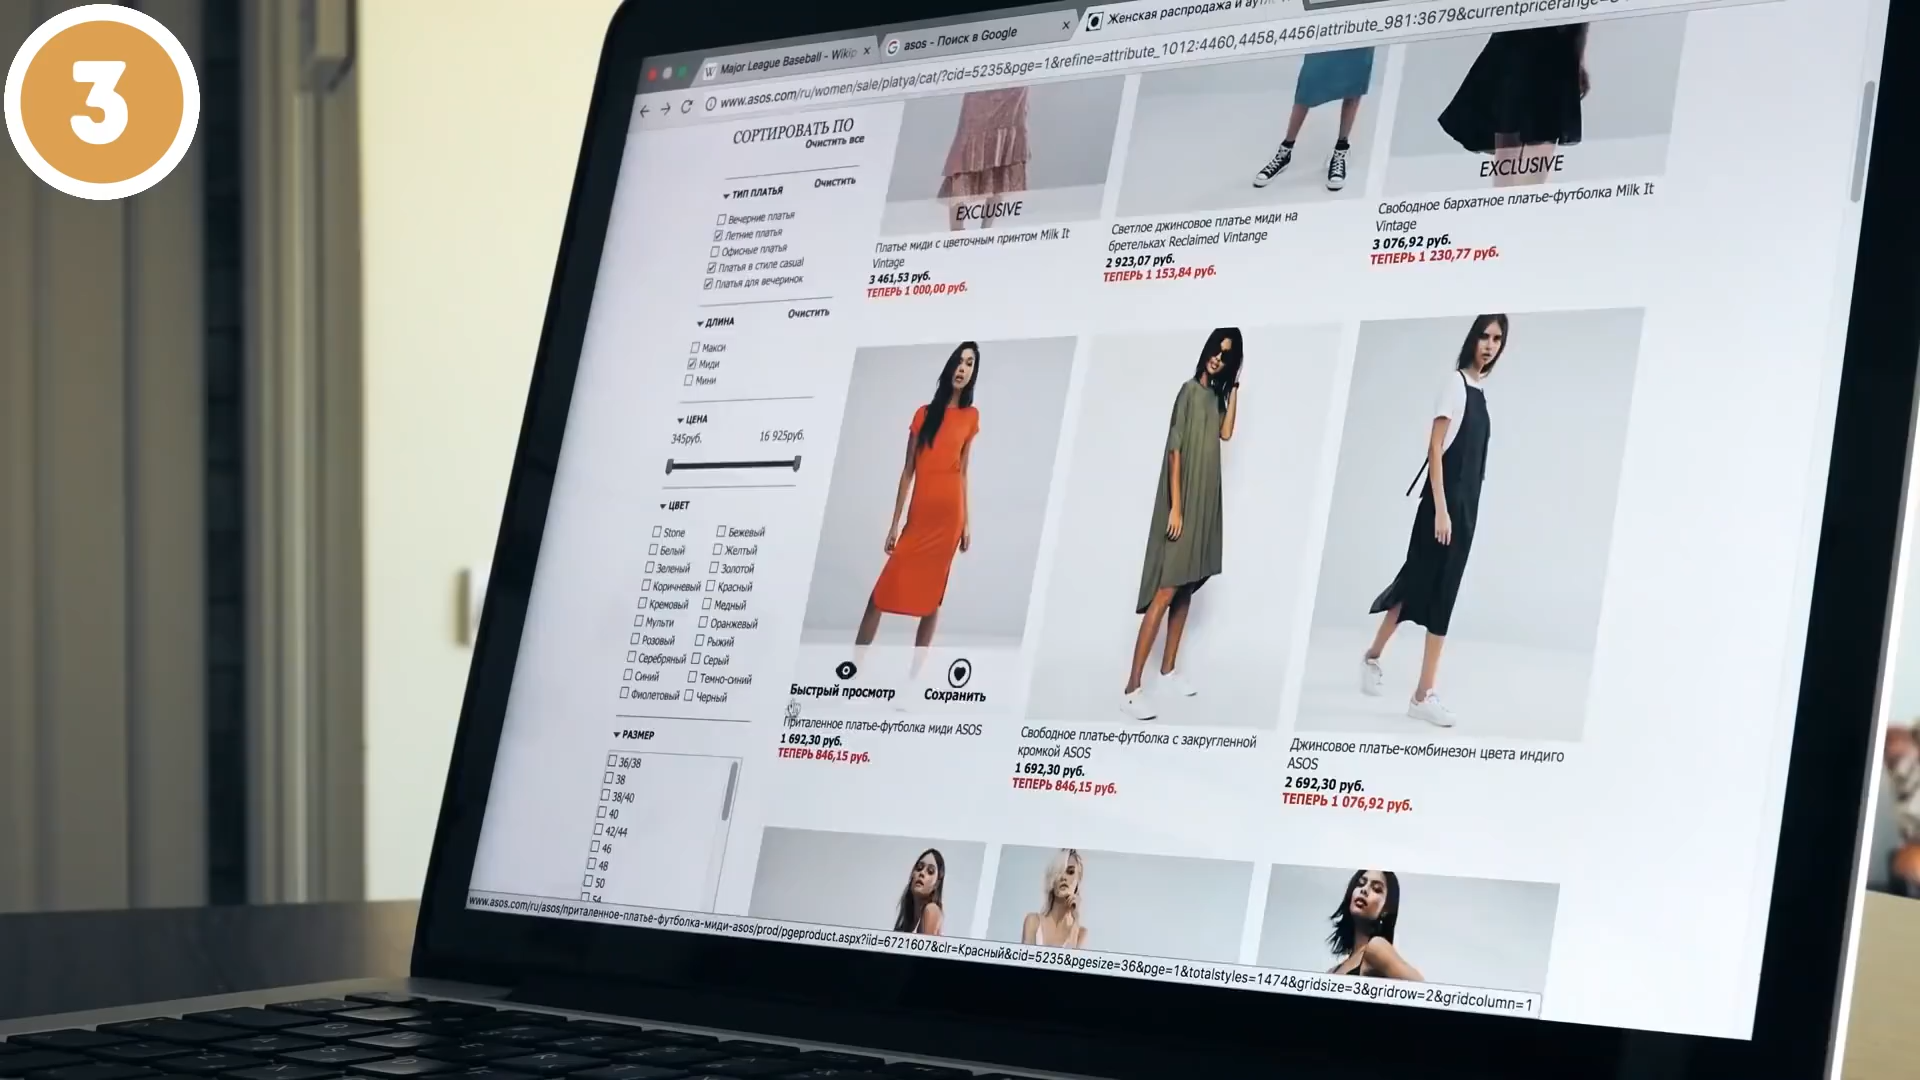 3
Major League Baseball - Wikip
asos - Поиск в Google
Женская распродажа и
www.asos.com/ru/women/sale/platya/cat/?cid=5235&pge=1&refine=attribute_1012:4460,4458,4456|attribute_981:3679&currentpricerange=
СОРТИРОВАТЬ ПО
Очистить все
ТИП ПЛАТЬЯ
Очистить
Вечерние платья
Летние платья
Офисные платья
Платья в стиле casual
Платья для вечеринок
ДЛИНА
Очистить
Макси
Миди
Мини
ЦЕНА
345руб.
16 925руб.
ЦВЕТ
Stone
Бежевый
Белый
Желтый
Зеленый
Золотой
Коричневый
Красный
Кремовый
Медный
Мульти
Оранжевый
Розовый
Рыжий
Серебряный
Серый
Синий
Темно-синий
Фиолетовый
Черный
РАЗМЕР
36/38
38
38/40
40
42/44
46
48
50
54
EXCLUSIVE
Платье миди с цветочным принтом Milk It
Vintage
3 461,53 руб.
ТЕПЕРЬ 1 000,00 руб.
Светлое джинсовое платье миди на
бретельках Reclaimed Vintange
2 923,07 руб.
ТЕПЕРЬ 1 153,84 руб.
EXCLUSIVE
Свободное бархатное платье-футболка Milk It
Vintage
3 076,92 руб.
ТЕПЕРЬ 1 230,77 руб.
Быстрый просмотр
Сохранить
Приталенное платье-футболка миди ASOS
1 692,30 руб.
ТЕПЕРЬ 846,15 руб.
Свободное платье-футболка с закругленной
кромкой ASOS
1 692,30 руб.
ТЕПЕРЬ 846,15 руб.
Джинсовое платье-комбинезон цвета индиго
ASOS
2 692,30 руб.
ТЕПЕРЬ 1 076,92 руб.
www.asos.com/ru/asos/приталенное-платье-футболка-миди-asos/prod/pgeproduct.aspx?iid=6721607&clr=Красный&cid=5235&pgesize=36&pge=1&totalstyles=1474&gridsize=3&gridrow=2&gridcolumn=1